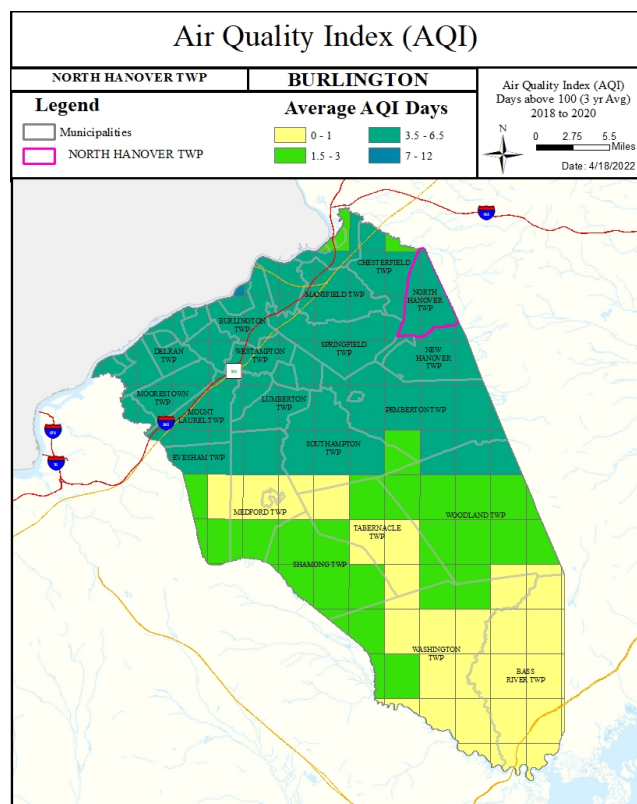 Air Quality Index (AQI)
NORTH HANOVER TWP
BURLINGTON
Legend
Municipalities
NORTH HANOVER TWP
Average AQI Days
0 - 1
3.5 - 6.5
1.5 - 3
7 - 12
Air Quality Index (AQI)
Days above 100 (3 yr Avg)
2018 to 2020
N
0 2.75 5.5
Miles
Date: 4/18/2022
CHESTERFIELD
TWP
MANSFIELD TWP
NORTH
HANOVER
TWP
BURLINGTON
TWP
DELRAN
TWP
WESTAMPTON
TWP
SPRINGFIELD
TWP
NEW
HANOVER
TWP
MOORESTOWN
TWP
LUMBERTON
TWP
MOUNT
LAUREL TWP
PEMBERTON TWP
SOUTHAMPTON
TWP
EVESHAM TWP
MEDFORD TWP
WOODLAND TWP
TABERNACLE
TWP
SHAMONG TWP
WASHINGTON
TWP
BASS
RIVER TWP